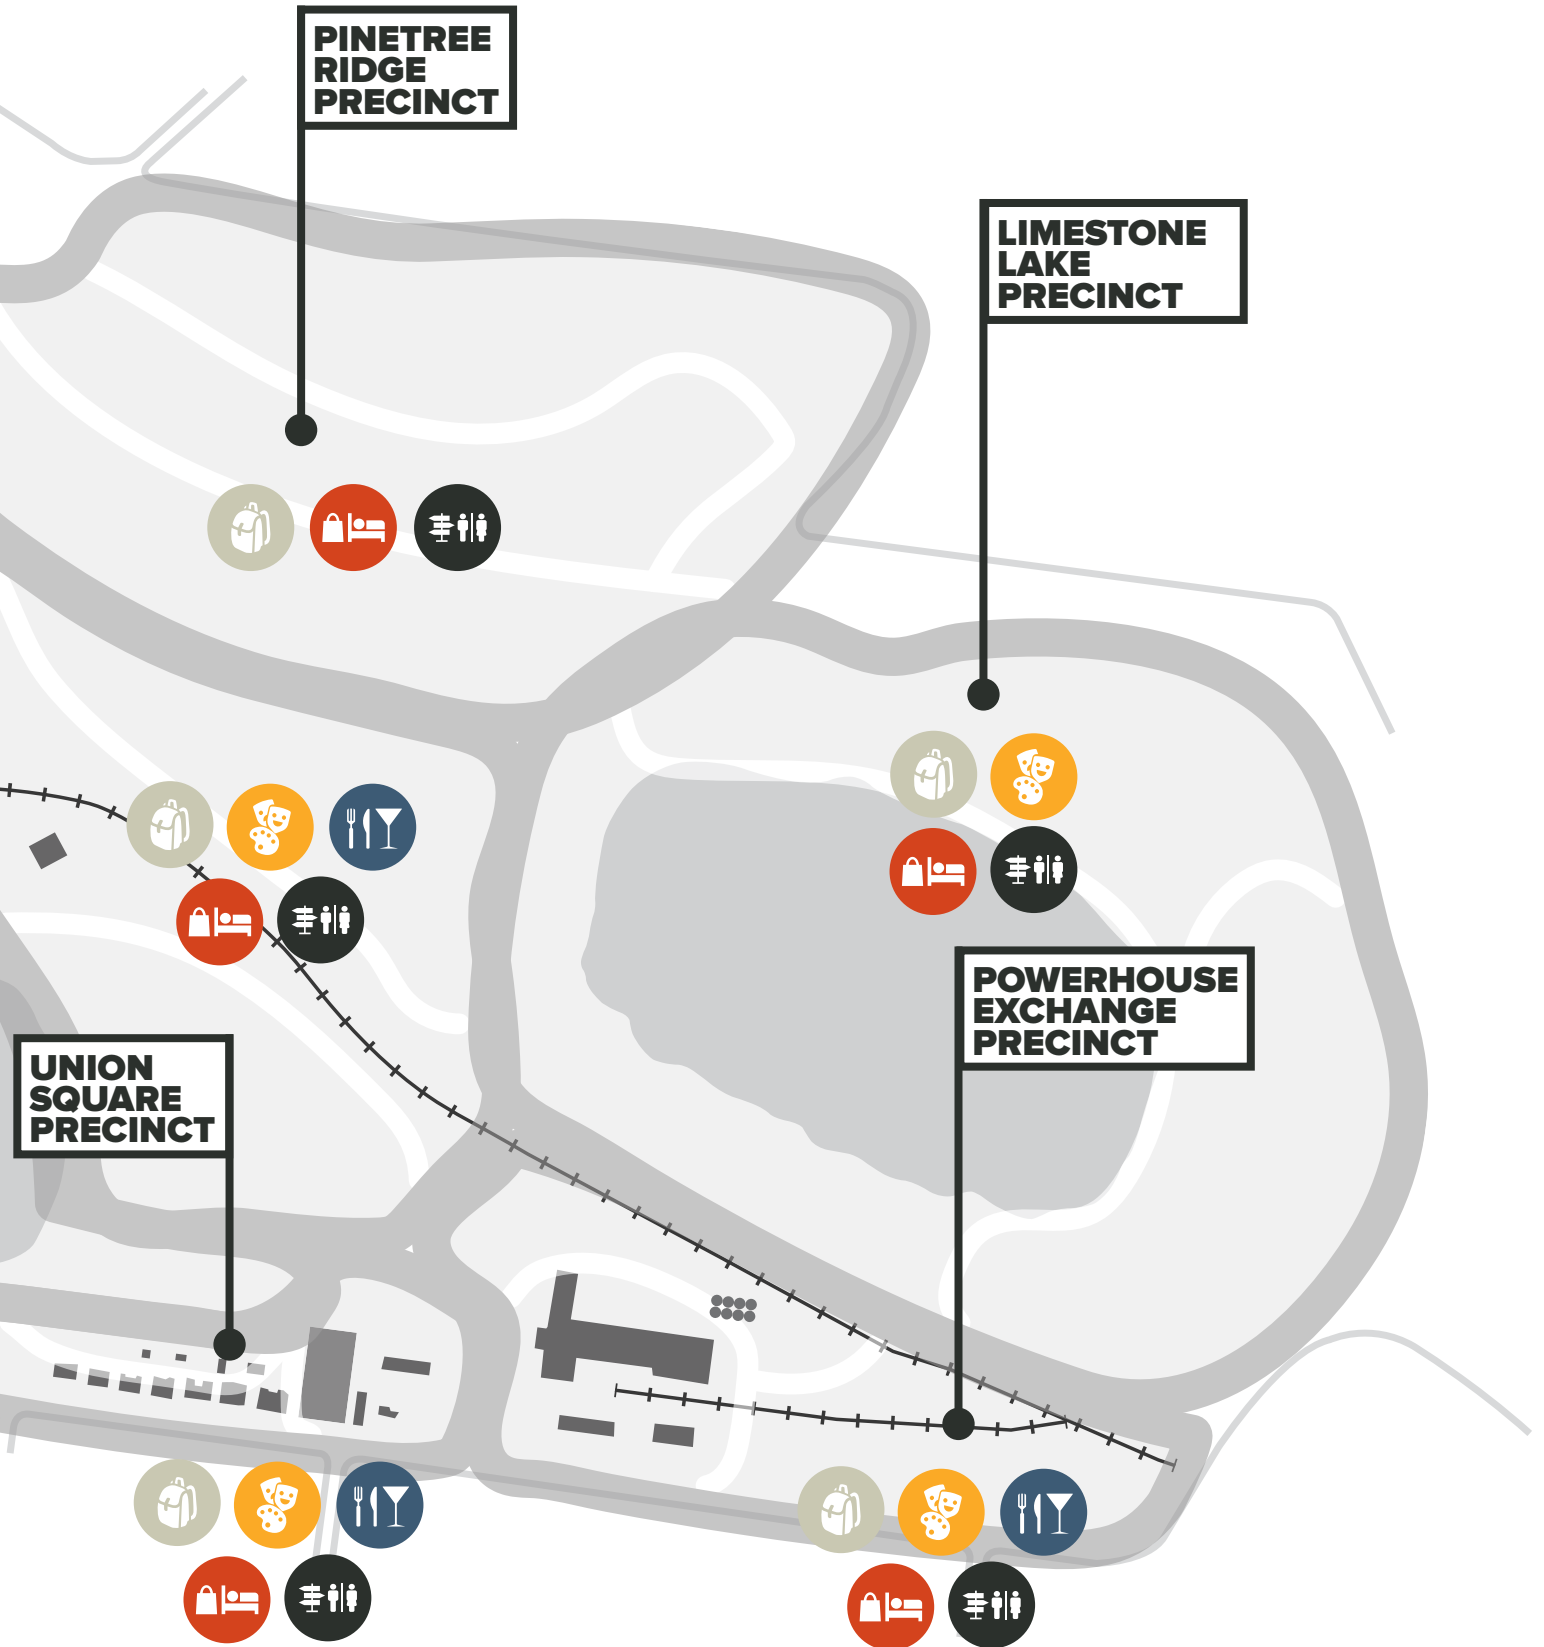 PINETREE
RIDGE
PRECINCT
LIMESTONE
LAKE
PRECINCT
POWERHOUSE
EXCHANGE
PRECINCT
UNION
SQUARE
PRECINCT